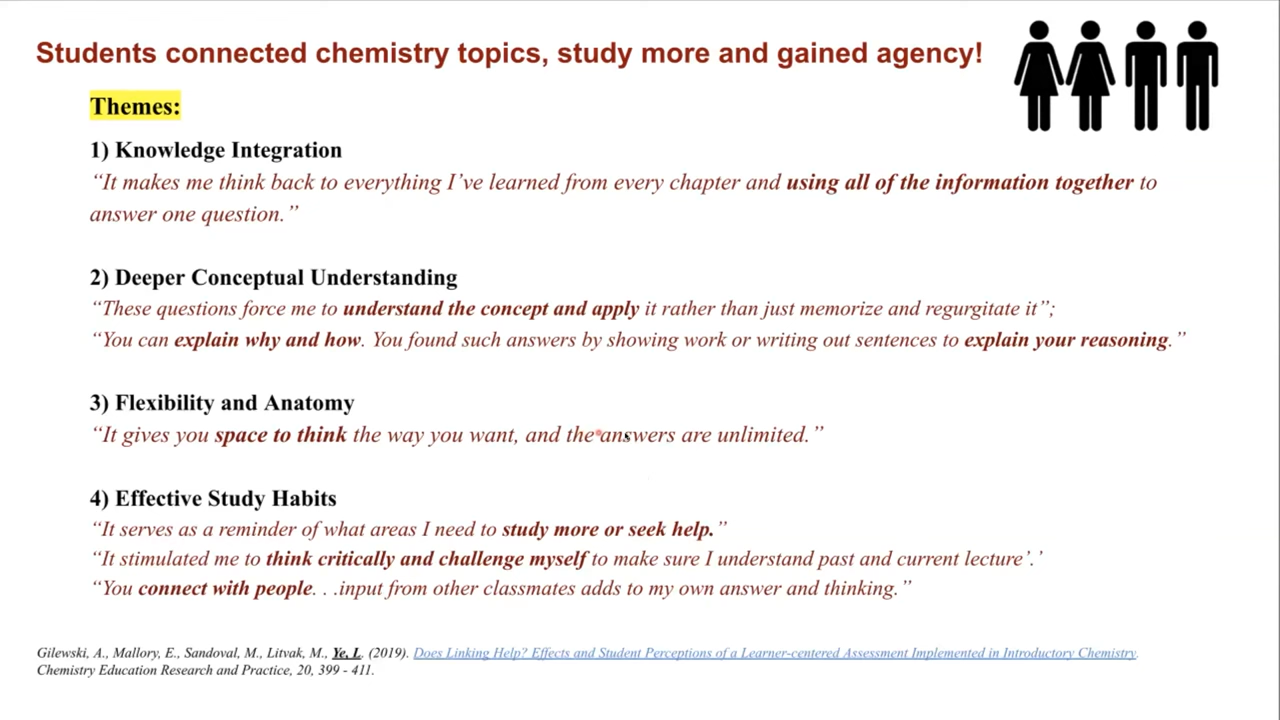 Students connected chemistry topics, study more and gained agency!
Themes:
1) Knowledge Integration
“It makes me think back to everything I’ve learned from every chapter and using all of the information together to
answer one question.”
2) Deeper Conceptual Understanding
“These questions force me to understand the concept and apply it rather than just memorize and regurgitate it”;
“You can explain why and how. You found such answers by showing work or writing out sentences to explain your reasoning.”
3) Flexibility and Anatomy
“It gives you space to think the way you want, and the answers are unlimited.”
4) Effective Study Habits
“It serves as a reminder of what areas I need to study more or seek help.”
“It stimulated me to think critically and challenge myself to make sure I understand past and current lecture’.’
“You connect with people. . .input from other classmates adds to my own answer and thinking.”
Gilewski, A., Mallory, E., Sandoval, M., Litvak, M., Ye, L. (2019). Does Linking Help? Effects and Student Perceptions of a Learner-centered Assessment Implemented in Introductory Chemistry.
Chemistry Education Research and Practice, 20, 399 - 411.